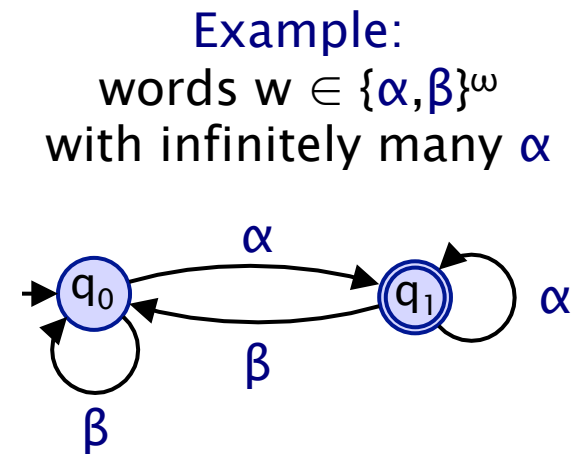 Example:
words w ∈ {α,β}ω
with infinitely many α
α
q0
q1
α
β
β